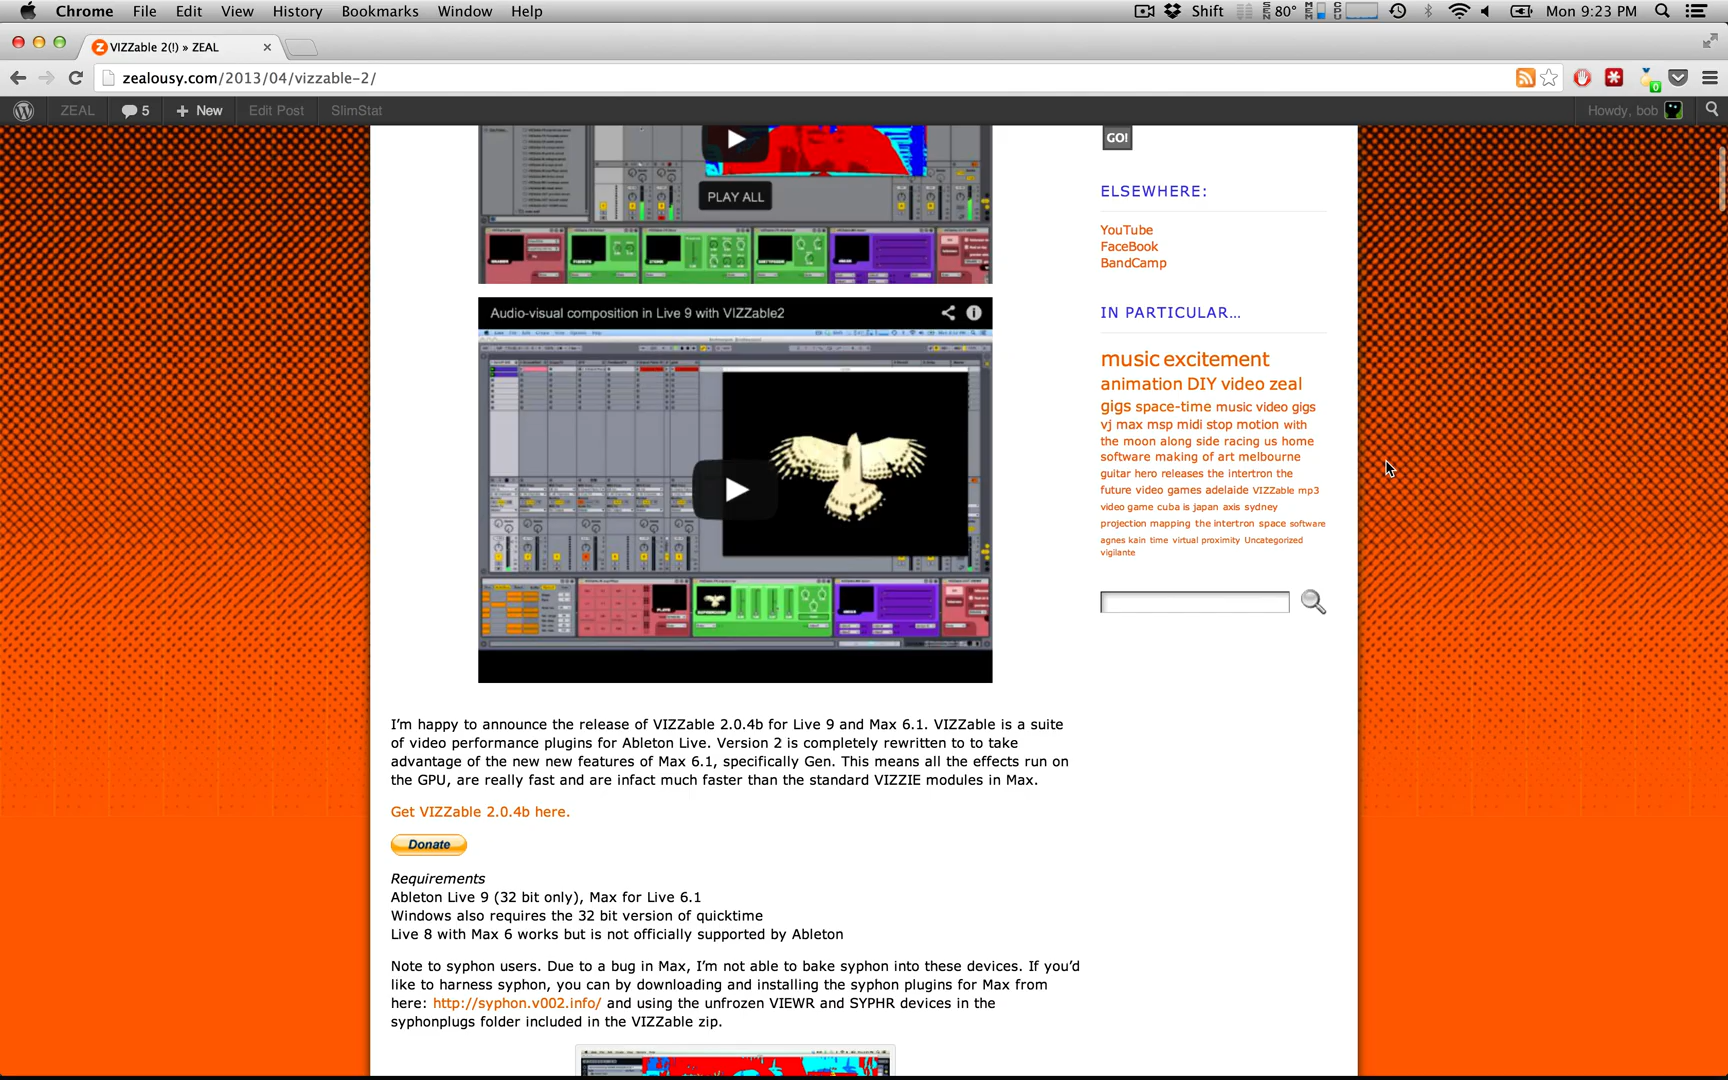 Chrome File Edit View History Bookmarks Window Help Shift SEN 80° MEM CPU Mon 9:23 PM
VIZZable 2(!) » ZEAL
zealousy.com/2013/04/vizzable-2/ 0
ZEAL 5 + New Edit Post SlimStat Howdy, bob
PLAY ALL
Audio-visual composition in Live 9 with VIZZable2
I'm happy to announce the release of VIZZable 2.0.4b for Live 9 and Max 6.1. VIZZable is a suite
of video performance plugins for Ableton Live. Version 2 is completely rewritten to to take
advantage of the new new features of Max 6.1, specifically Gen. This means all the effects run on
the GPU, are really fast and are infact much faster than the standard VIZZIE modules in Max.
Get VIZZable 2.0.4b here.
Donate
Requirements
Ableton Live 9 (32 bit only), Max for Live 6.1
Windows also requires the 32 bit version of quicktime
Live 8 with Max 6 works but is not officially supported by Ableton
Note to syphon users. Due to a bug in Max, I'm not able to bake syphon into these devices. If you'd
like to harness syphon, you can by downloading and installing the syphon plugins for Max from
here: http://syphon.v002.info/ and using the unfrozen VIEWR and SYPHR devices in the
syphonplugs folder included in the VIZZable zip.
GO!
ELSEWHERE:
YouTube
FaceBook
BandCamp
IN PARTICULAR...
music excitement
animation DIY video zeal
gigs space-time music video gigs
vj max msp midi stop motion with
the moon along side racing us home
software making of art melbourne
guitar hero releases the intertron the
future video games adelaide VIZZable mp3
video game cuba is japan axis sydney
projection mapping the intertron space software
agnes kain time virtual proximity Uncategorized
vigilante